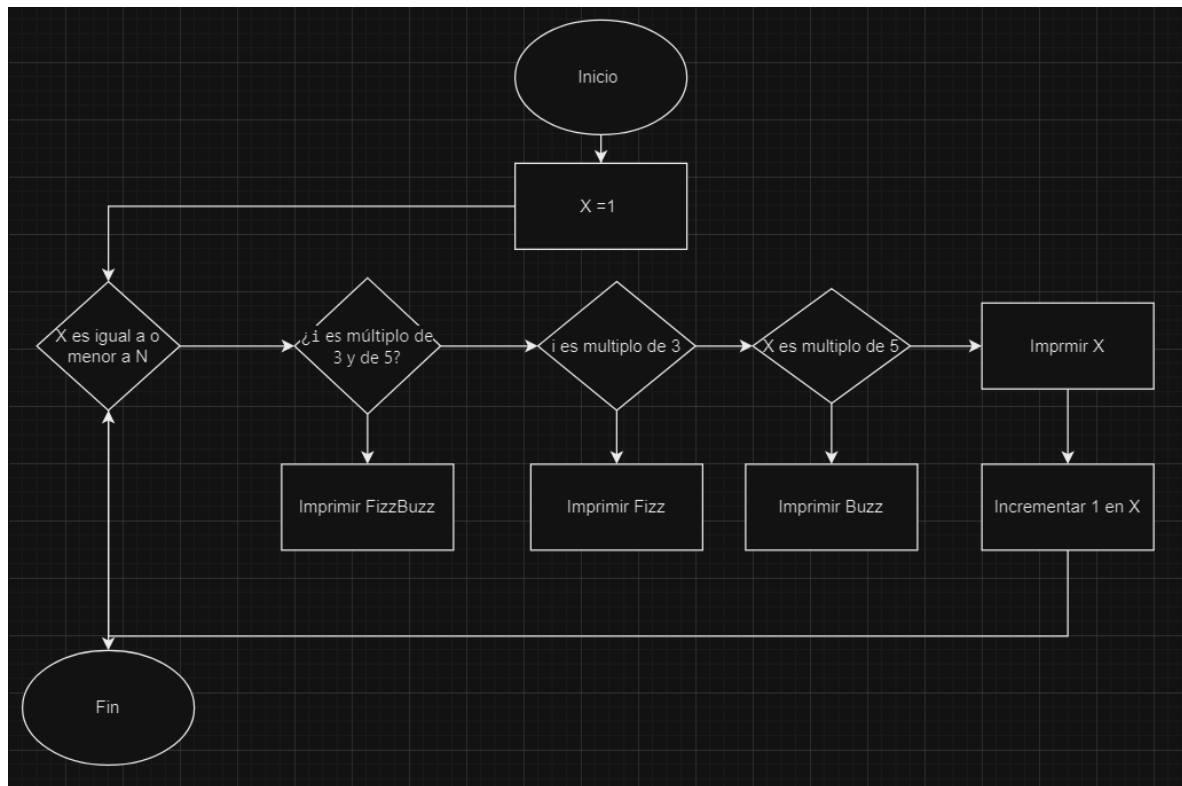 Inicio
X =1
X es igual a o
menor a N
¿i es múltiplo de
3 y de 5?
i es multiplo de 3
X es multiplo de 5
Imprmir X
Imprimir FizzBuzz
Imprimir Fizz
Imprimir Buzz
Incrementar 1 en X
Fin